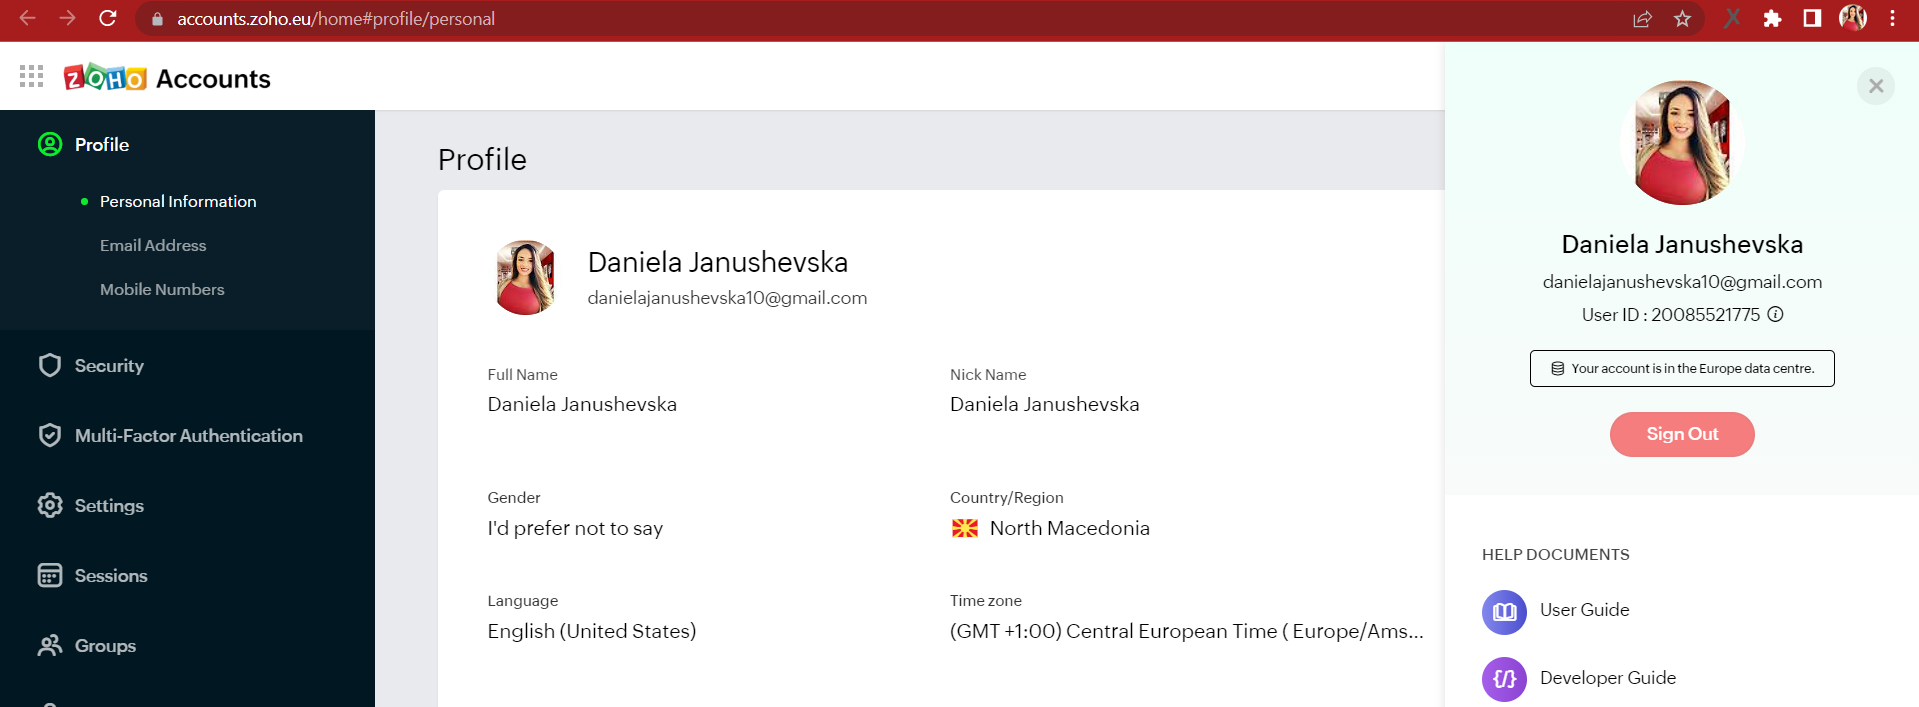 accounts.zoho.eu/home#profile/personal
ZOHO Accounts
Profile
Personal Information
Email Address
Mobile Numbers
Security
Multi-Factor Authentication
Settings
Sessions
Groups
Profile
Daniela Janushevska
danielajanushevska10@gmail.com
Full Name
Daniela Janushevska
Nick Name
Daniela Janushevska
Gender
I'd prefer not to say
Country/Region
North Macedonia
Language
English (United States)
Time zone
(GMT +1:00) Central European Time ( Europe/Ams...
Daniela Janushevska
danielajanushevska10@gmail.com
User ID : 20085521775
Your account is in the Europe data centre.
Sign Out
HELP DOCUMENTS
User Guide
Developer Guide